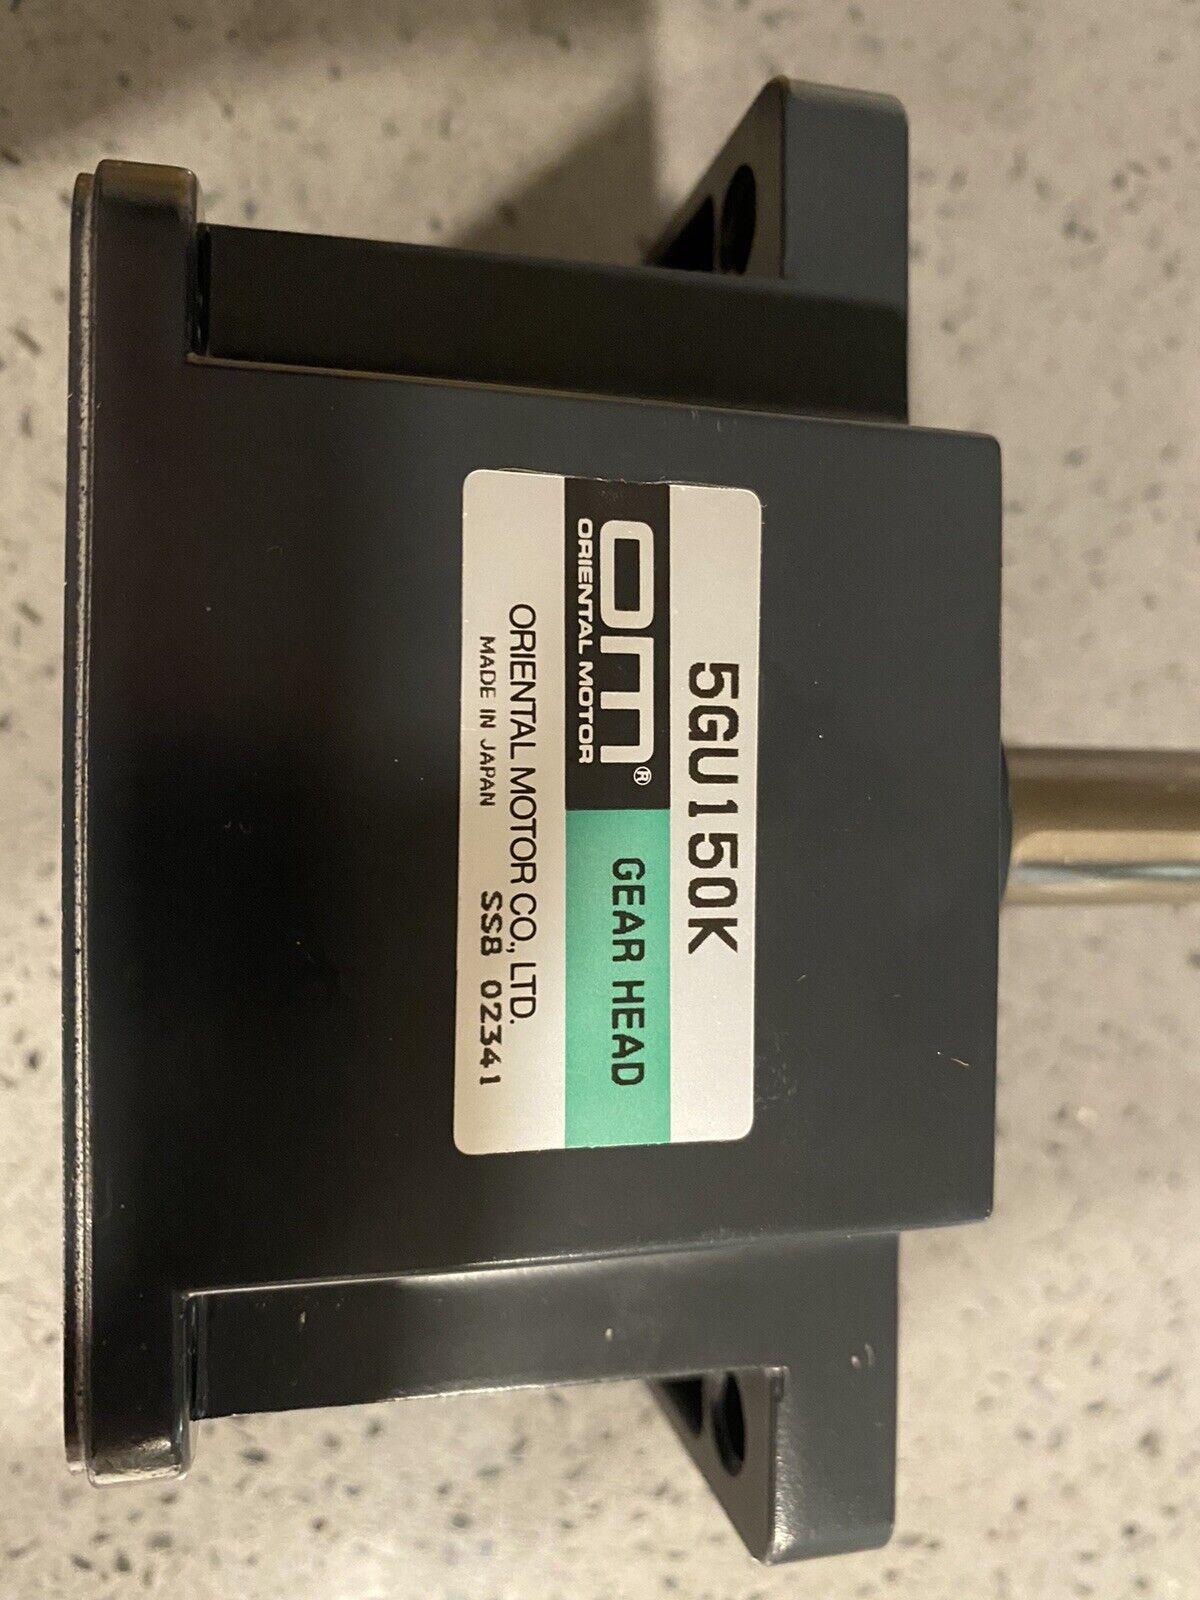 5GU150K
om®
ORIENTAL MOTOR
GEAR HEAD
ORIENTAL MOTOR CO., LTD.
MADE IN JAPAN SS8 02341